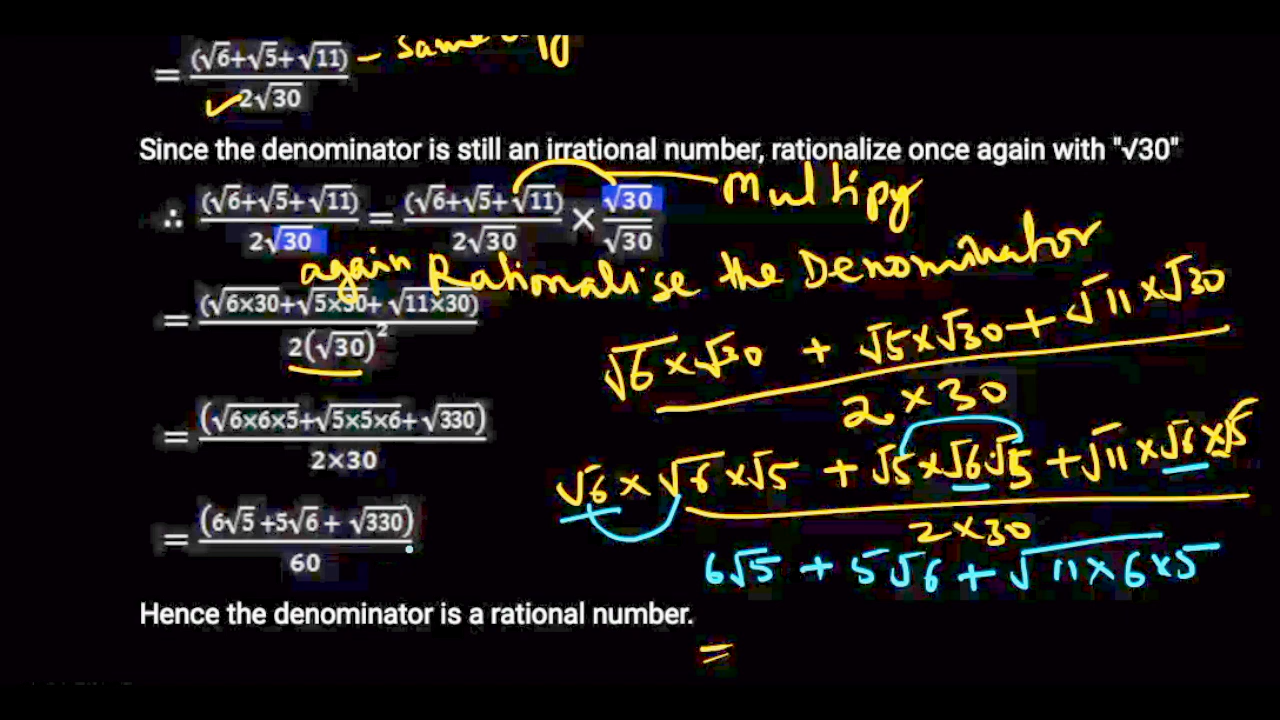 = (√6+√5+√11)/2√30 – same copy
Since the denominator is still an irrational number, rationalize once again with "√30"
∴ (√6+√5+√11)/2√30 = (√6+√5+√11)/2√30 × √30/√30 Multipy
again Rationalise the Denominator
= (√6×30+√5×30+√11×30)/2(√30)²
√6×√30 + √5×√30+√11×√30
2×30
= (√6×6×5+√5×5×6+√330)/2×30
√6×√6×√5 + √5×√6.√5+√11×√6×√5
2×30
= (6√5+5√6+√330)/60
6√5+5√6+√11×6×5
Hence the denominator is a rational number.
=